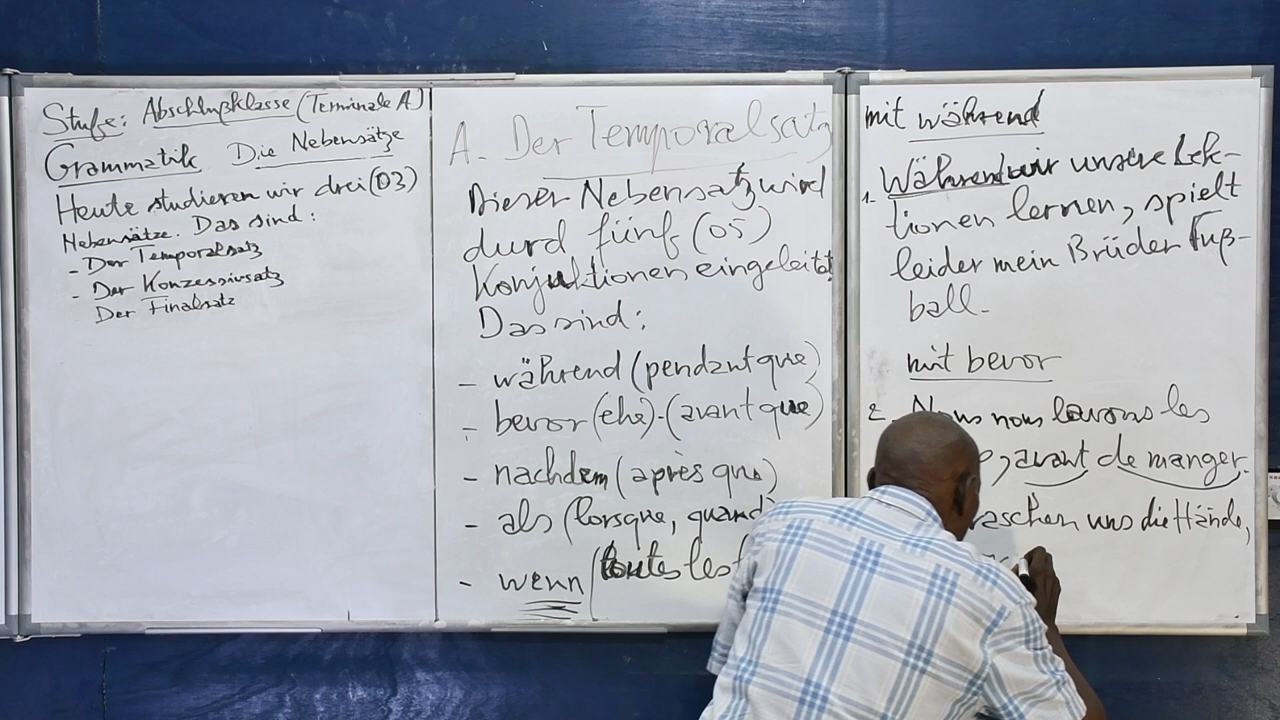 Stufe: Abschlußklasse (Terminale A)
Grammatik Die Nebensätze
Heute studieren wir drei (03)
Nebensätze. Das sind:
- Der Temporalsatz
- Der Konzessivsatz
Der Finalsatz
A. Der Temporalsatz
Dieser Nebensatz wird
durd fünf (05)
Konjuktionen eingeleitet
Das sind:
- während (pendant que)
- bevor (ehe) - (avant que)
- nachdem (après que)
- als (lorsque, quand
- wenn (toutes les
mit während
1. Während wir unsere Lek-
tionen lernen, spielt
leider mein Brüder Fuß-
ball.
mit bevor
2. Nous nous lavons les
, avant de manger.
waschen uns die Hände,